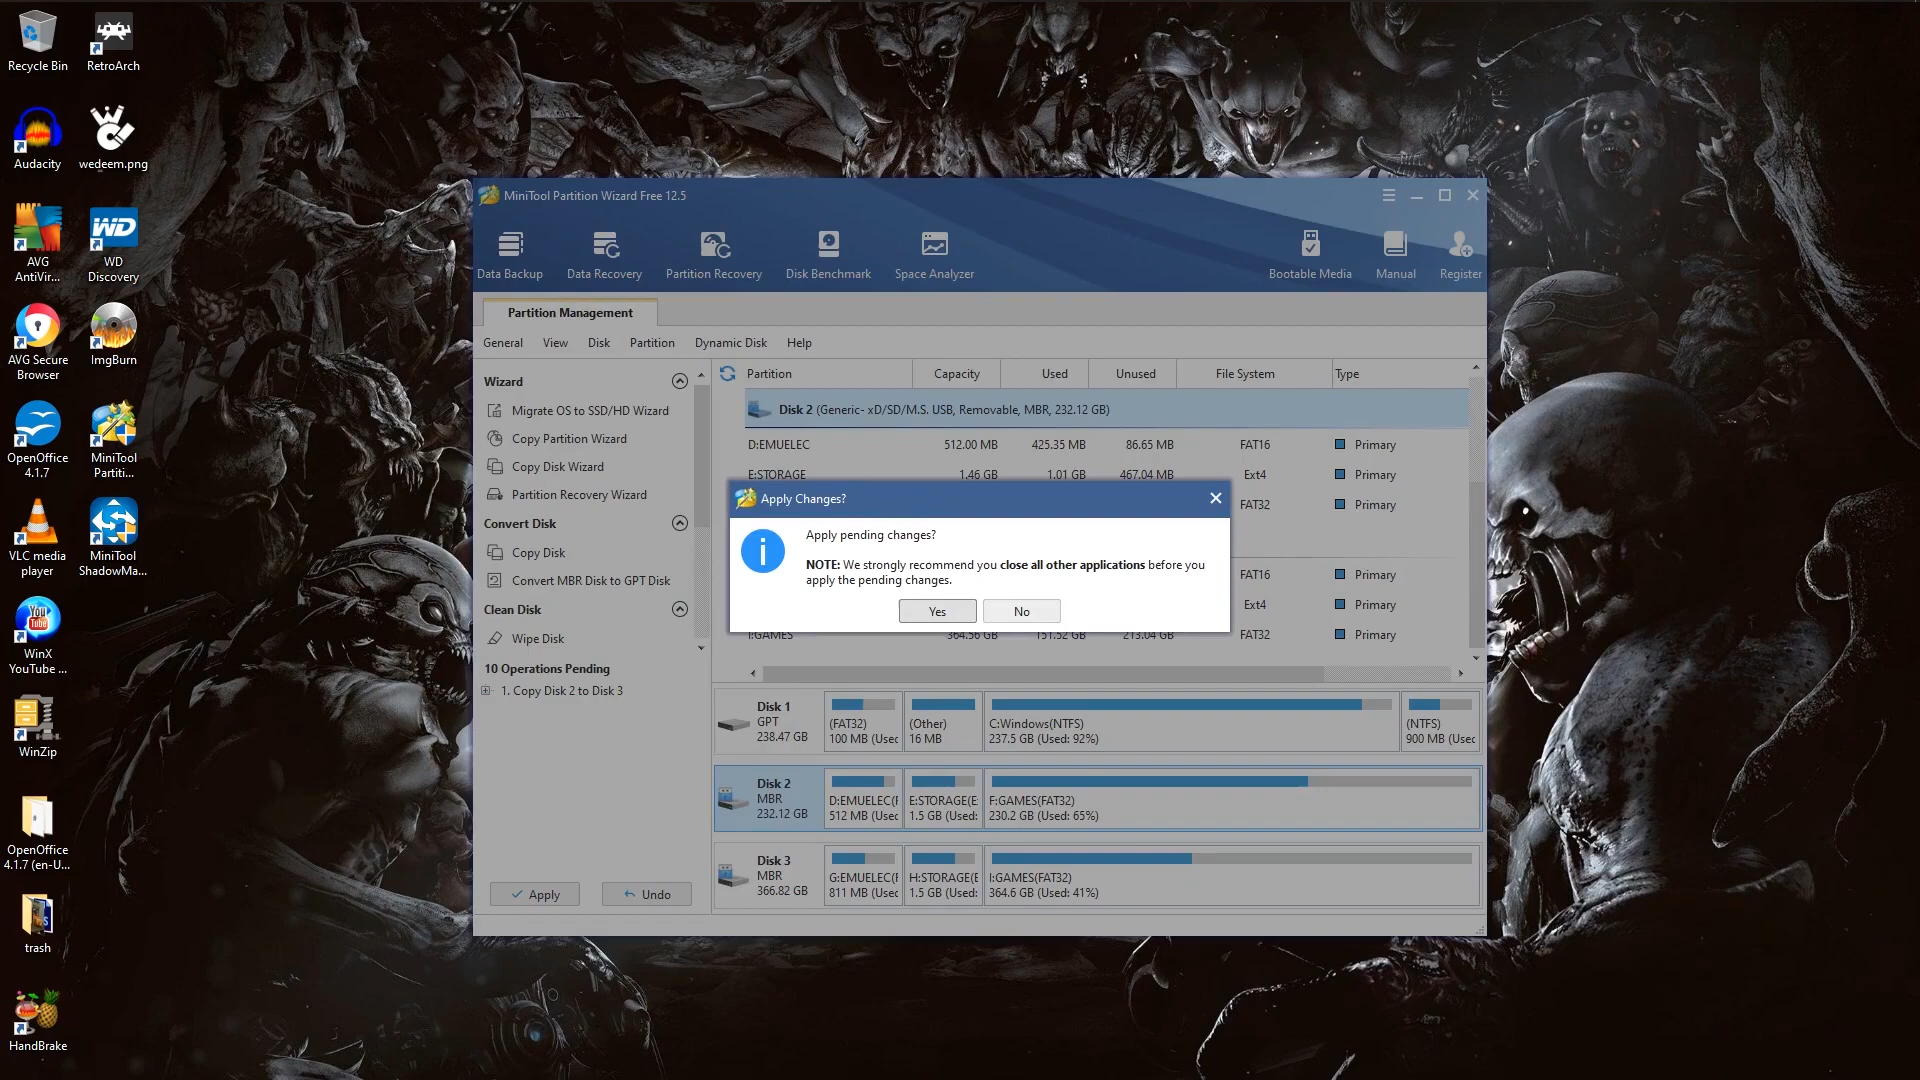 Recycle Bin
RetroArch
Audacity
wedeem.png
AVG
AntiVir...
WD
WD
Discovery
AVG Secure
Browser
ImgBurn
OpenOffice
4.1.7
MiniTool
Partiti...
VLC media
player
MiniTool
ShadowMa...
You
Tube
WinX
YouTube ...
WinZip
OpenOffice
4.1.7 (en-U...
trash
HandBrake
MiniTool Partition Wizard Free 12.5
Data Backup
Data Recovery
Partition Recovery
Disk Benchmark
Space Analyzer
Bootable Media
Manual
Register
Partition Management
General View Disk Partition Dynamic Disk Help
Wizard
Migrate OS to SSD/HD Wizard
Copy Partition Wizard
Copy Disk Wizard
Partition Recovery Wizard
Convert Disk
Copy Disk
Convert MBR Disk to GPT Disk
Clean Disk
Wipe Disk
10 Operations Pending
1. Copy Disk 2 to Disk 3
Apply
Undo
Partition Capacity Used Unused File System Type
Disk 2 (Generic- xD/SD/M.S. USB, Removable, MBR, 232.12 GB)
D:EMUELEC 512.00 MB 425.35 MB 86.65 MB FAT16 Primary
E:STORAGE 1.46 GB 1.01 GB 467.04 MB Ext4 Primary
FAT32 Primary
Apply Changes?
Apply pending changes?
NOTE: We strongly recommend you close all other applications before you
apply the pending changes.
Yes
No
FAT16 Primary
Ext4 Primary
I:GAMES 364.56 GB 151.52 GB 213.04 GB FAT32 Primary
Disk 1
GPT
238.47 GB
(FAT32)
100 MB (Usec
(Other)
16 MB
C:Windows(NTFS)
237.5 GB (Used: 92%)
(NTFS)
900 MB (Usec
Disk 2
MBR
232.12 GB
D:EMUELEC(F
512 MB (Usec
E:STORAGE(E
1.5 GB (Used:
F:GAMES(FAT32)
230.2 GB (Used: 65%)
Disk 3
MBR
366.82 GB
G:EMUELEC(F
811 MB (Usec
H:STORAGE(E
1.5 GB (Used:
I:GAMES(FAT32)
364.6 GB (Used: 41%)